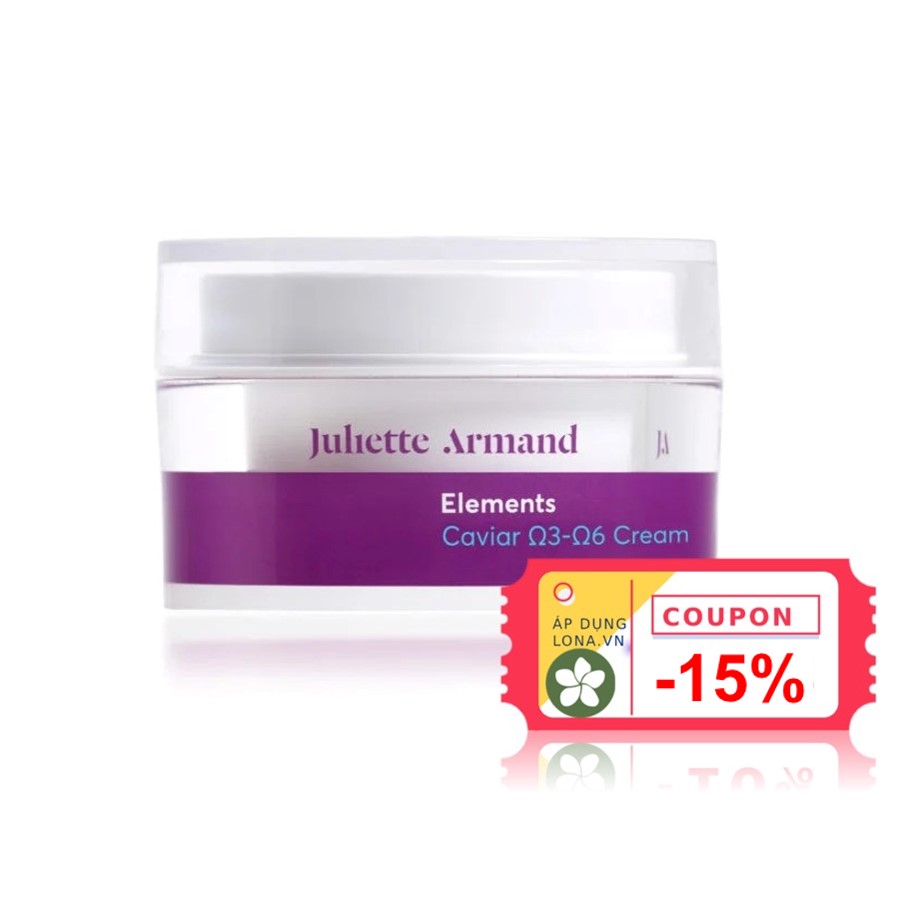 Juliette Armand
JA
Elements
Caviar Ω3-Ω6 Cream
ÁP DỤNG
LONA.VN
COUPON
-15%